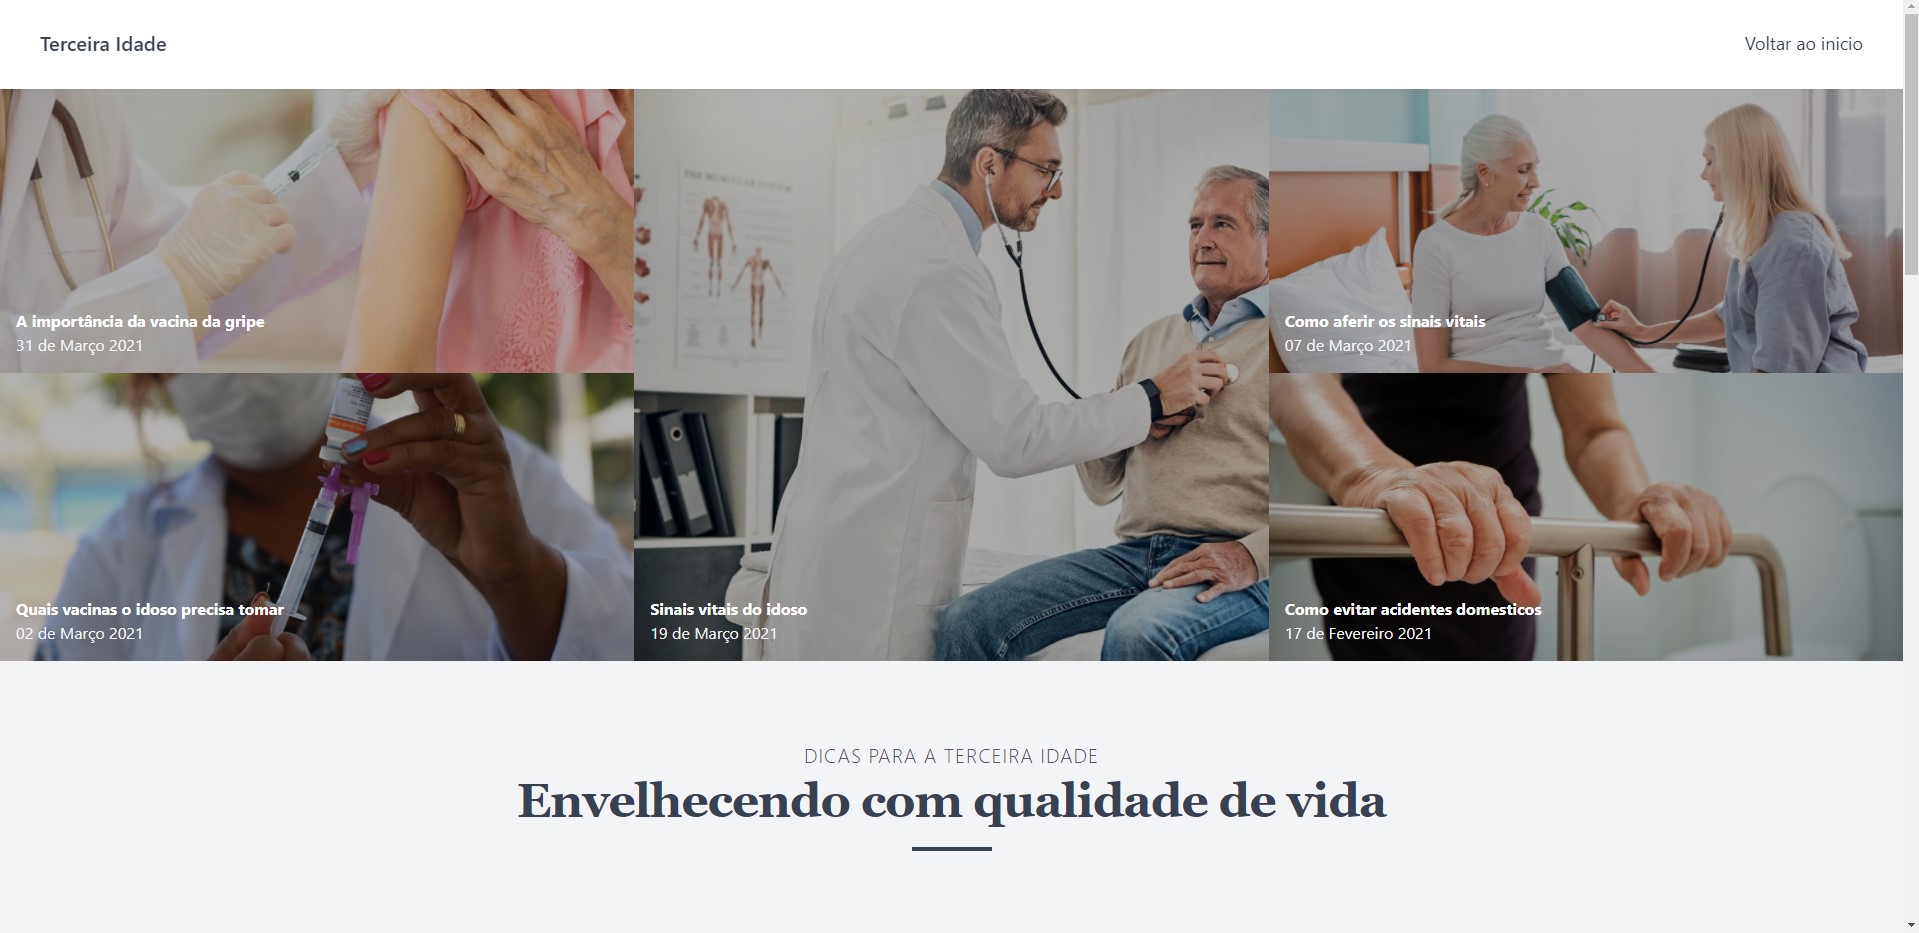 Terceira Idade
Voltar ao inicio
THE MUSCULAR SYSTEM
A importância da vacina da gripe
31 de Março 2021
Como aferir os sinais vitais
07 de Março 2021
Quais vacinas o idoso precisa tomar
02 de Março 2021
Sinais vitais do idoso
19 de Março 2021
Como evitar acidentes domesticos
17 de Fevereiro 2021
DICAS PARA A TERCEIRA IDADE
Envelhecendo com qualidade de vida